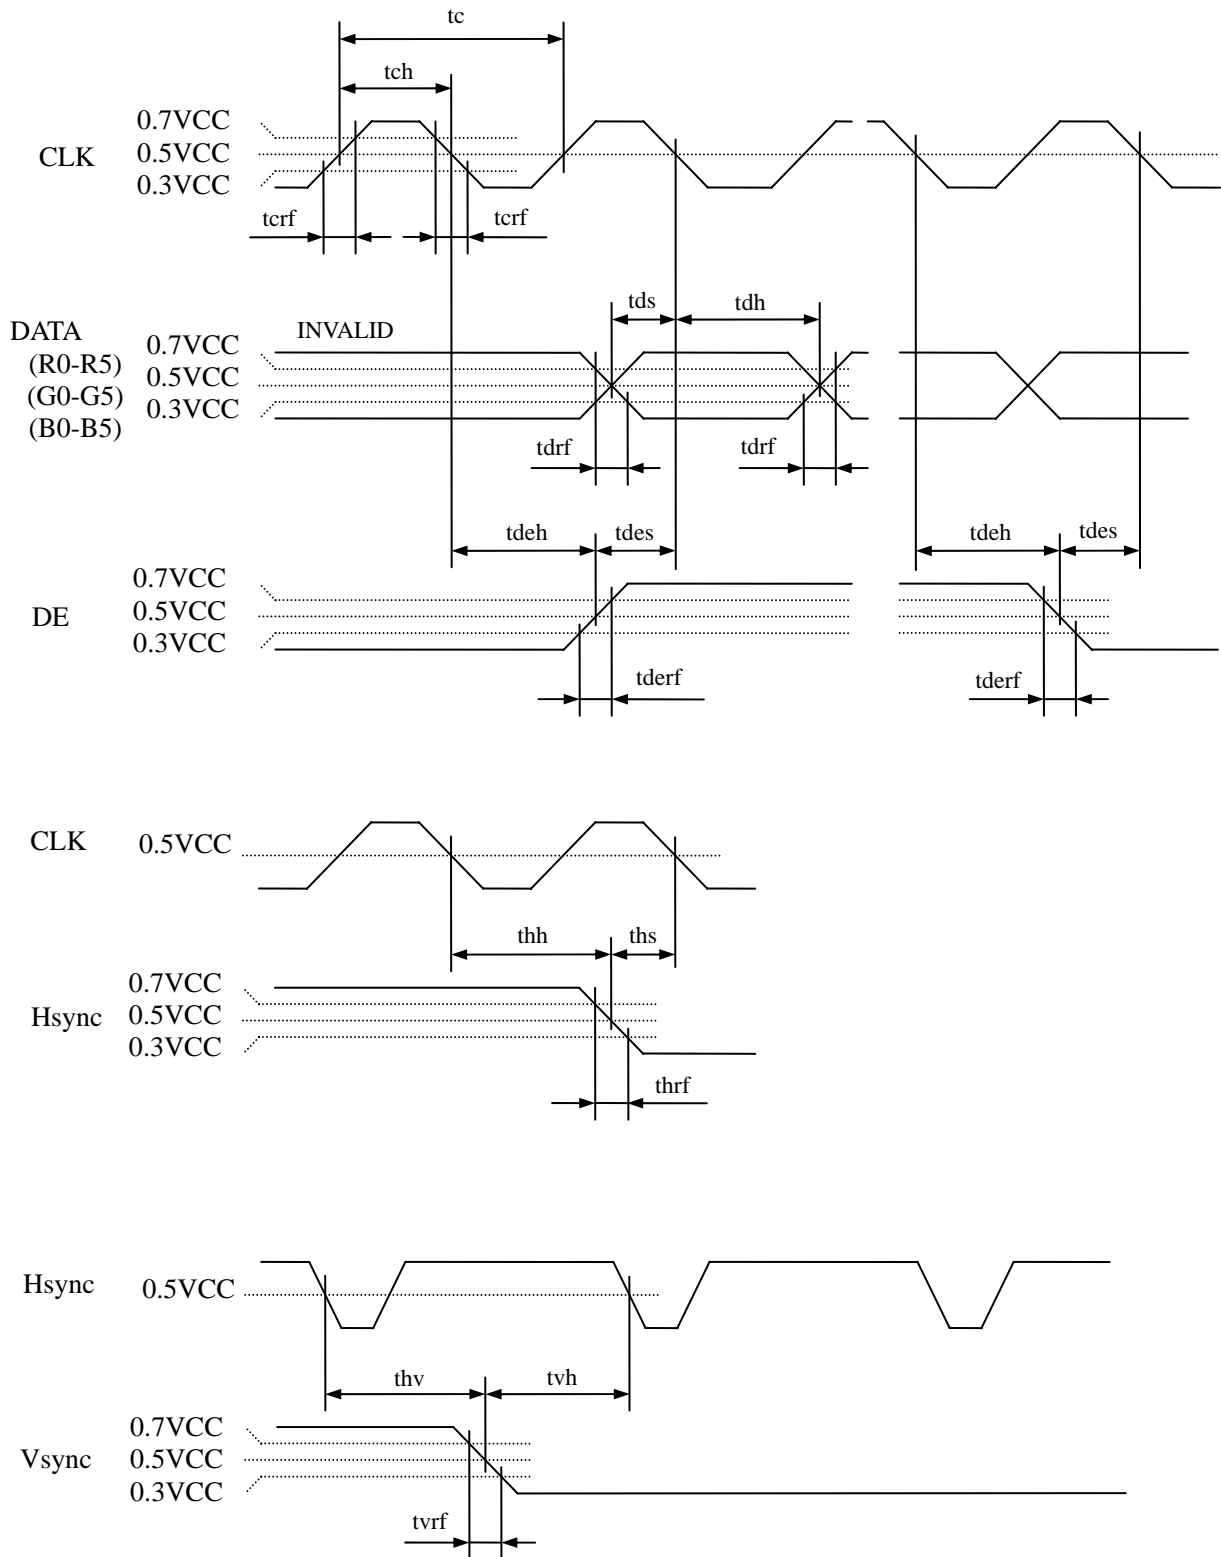 tc
tch
0.7VCC
CLK 0.5VCC
0.3VCC
tcrf tcrf
tds tdh
DATA INVALID
0.7VCC
(R0-R5)
0.5VCC
(G0-G5)
0.3VCC
(B0-B5)
tdrf tdrf
tdeh tdes tdeh tdes
0.7VCC
DE 0.5VCC
0.3VCC
tderf tderf
CLK 0.5VCC
thh ths
0.7VCC
Hsync 0.5VCC
0.3VCC
thrf
Hsync 0.5VCC
thv tvh
0.7VCC
Vsync 0.5VCC
0.3VCC
tvrf